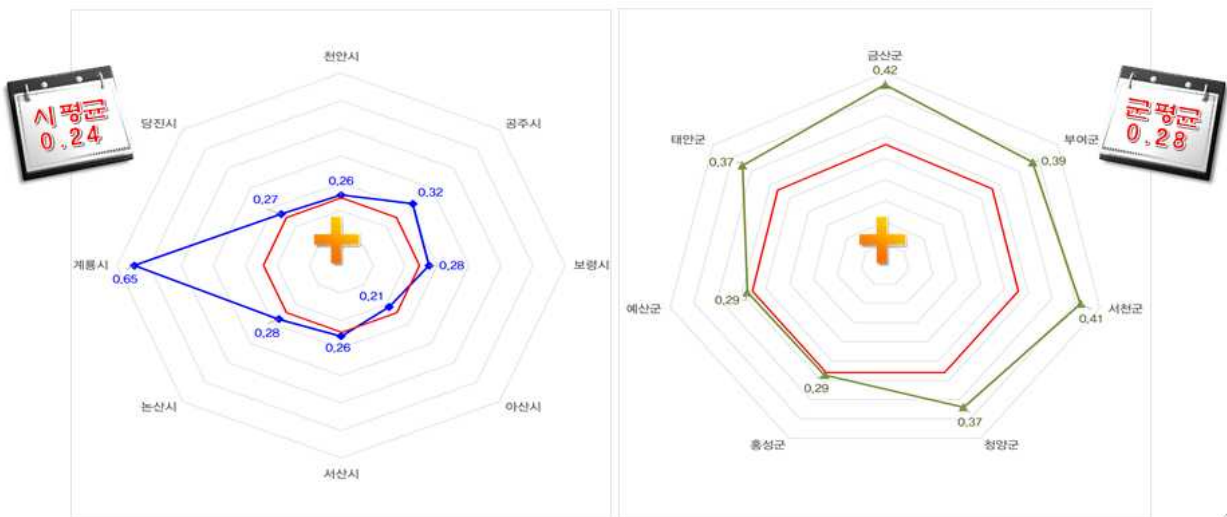 시평균
0.24
천안시
공주시
보령시
아산시
서산시
논산시
계룡시
당진시
0.26
0.32
0.28
0.21
0.26
0.28
0.65
0.27
군평균
0.28
금산군
0.42
부여군
0.39
서천군
0.41
청양군
0.37
홍성군
0.29
예산군
0.29
태안군
0.37